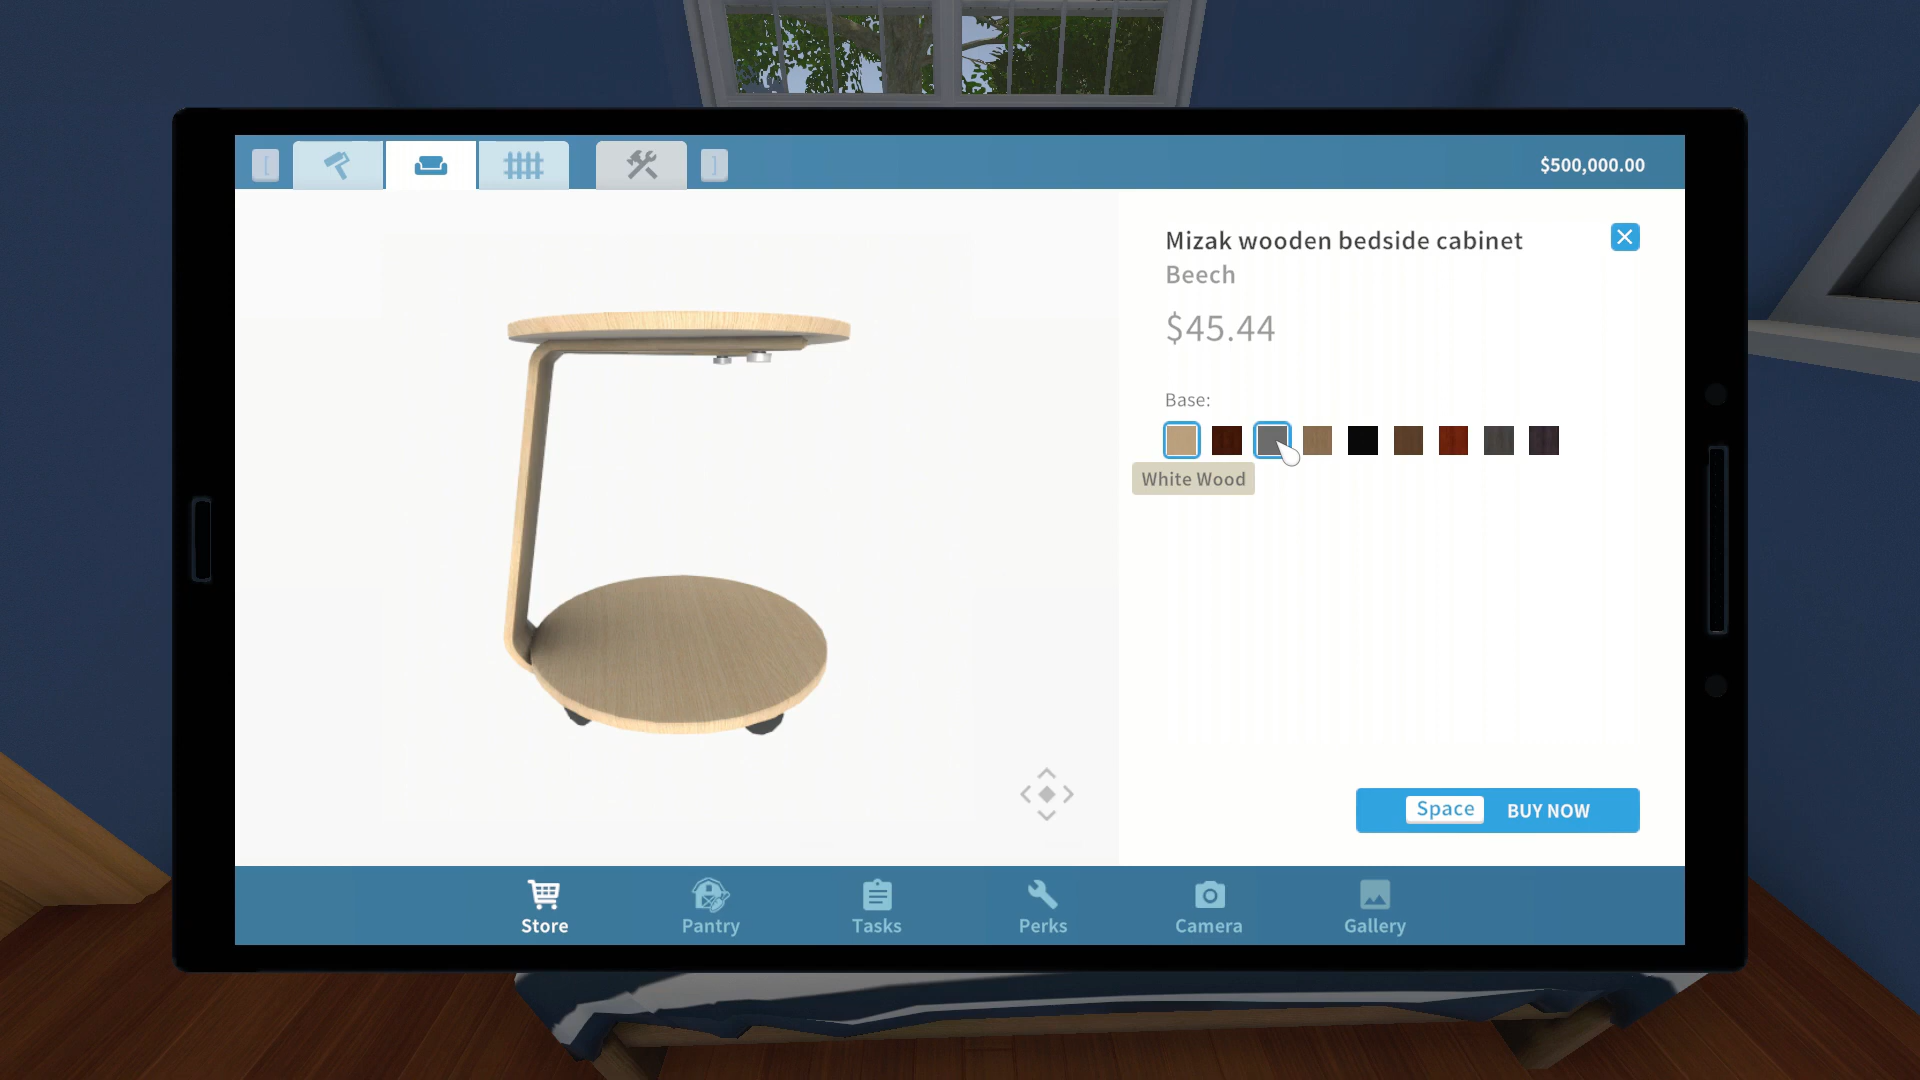 [
]
$500,000.00
Mizak wooden bedside cabinet
Beech
$45.44
Base:
White Wood
Space BUY NOW
Store
Pantry
Tasks
Perks
Camera
Gallery